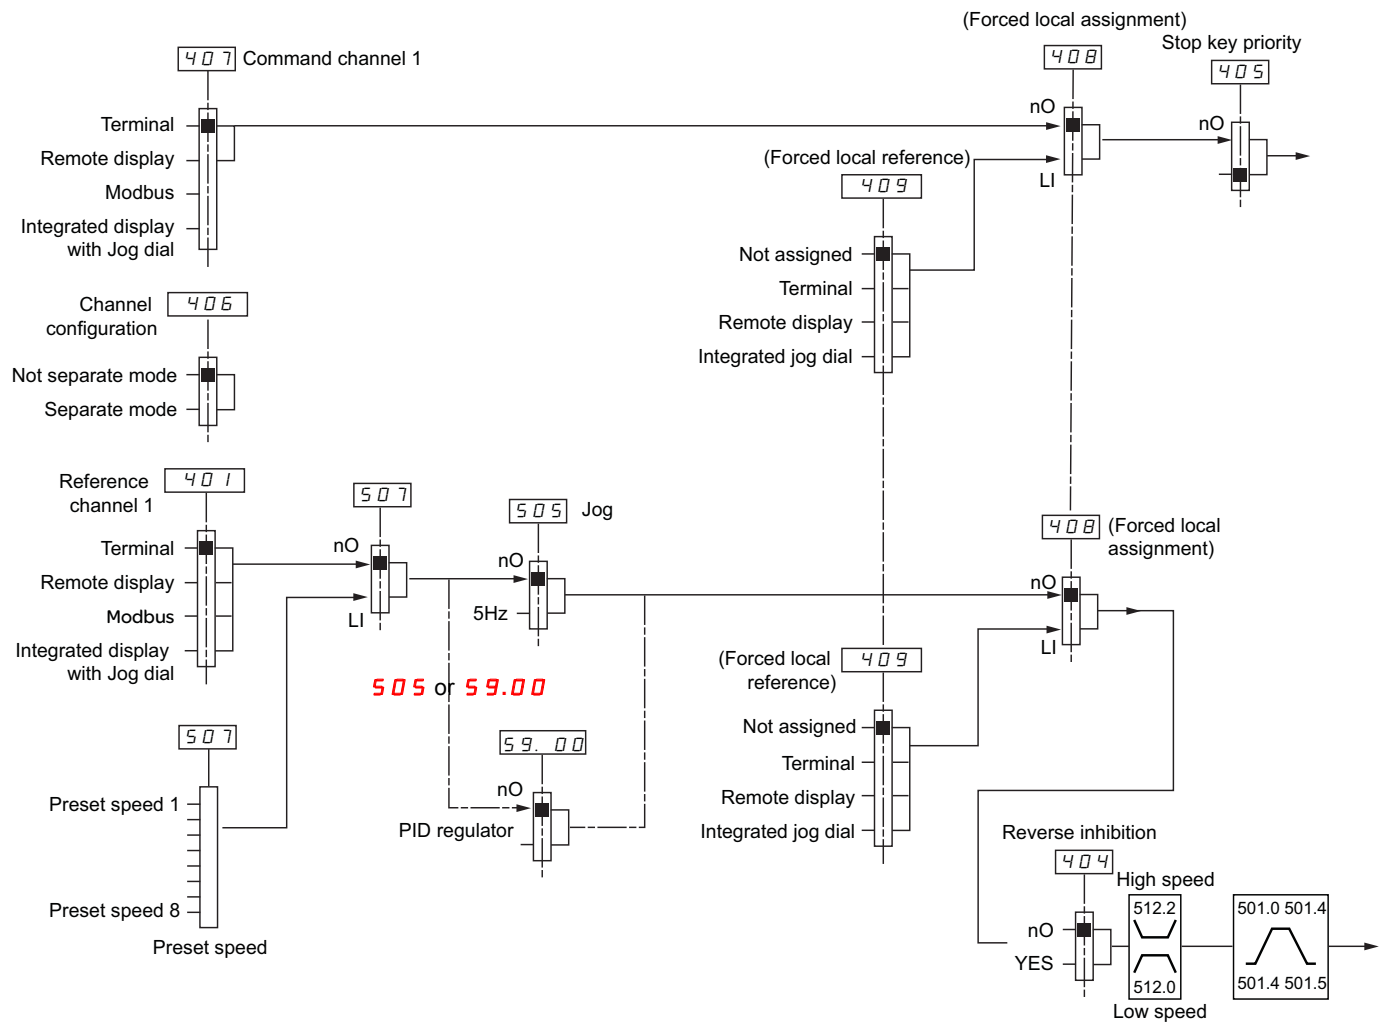 (Forced local assignment)
408
Stop key priority
405
407 Command channel 1
nO
nO
LI
Terminal
Remote display
Modbus
Integrated display
with Jog dial
(Forced local reference)
409
Not assigned
Terminal
Remote display
Integrated jog dial
Channel
configuration
406
Not separate mode
Separate mode
Reference
channel 1
401
Terminal
Remote display
Modbus
Integrated display
with Jog dial
507
nO
LI
505 Jog
nO
5Hz
505 or 59.00
408 (Forced local
assignment)
nO
LI
(Forced local
reference)
409
Not assigned
Terminal
Remote display
Integrated jog dial
507
Preset speed 1
Preset speed 8
Preset speed
59. 00
nO
PID regulator
Reverse inhibition
404
nO
YES
High speed
512.2
512.0
Low speed
501.0 501.4
501.4 501.5